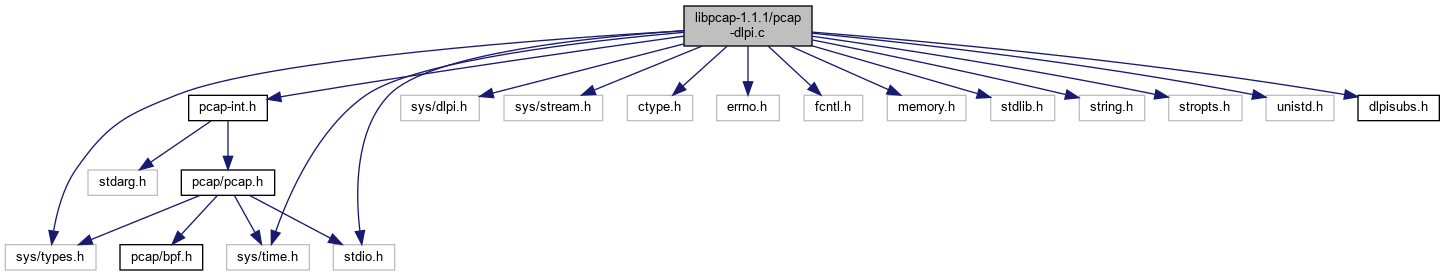 libpcap-1.1.1/pcap
-dlpi.c
pcap-int.h
sys/dlpi.h
sys/stream.h
ctype.h
errno.h
fcntl.h
memory.h
stdlib.h
string.h
stropts.h
unistd.h
dlpisubs.h
stdarg.h
pcap/pcap.h
sys/types.h
pcap/bpf.h
sys/time.h
stdio.h